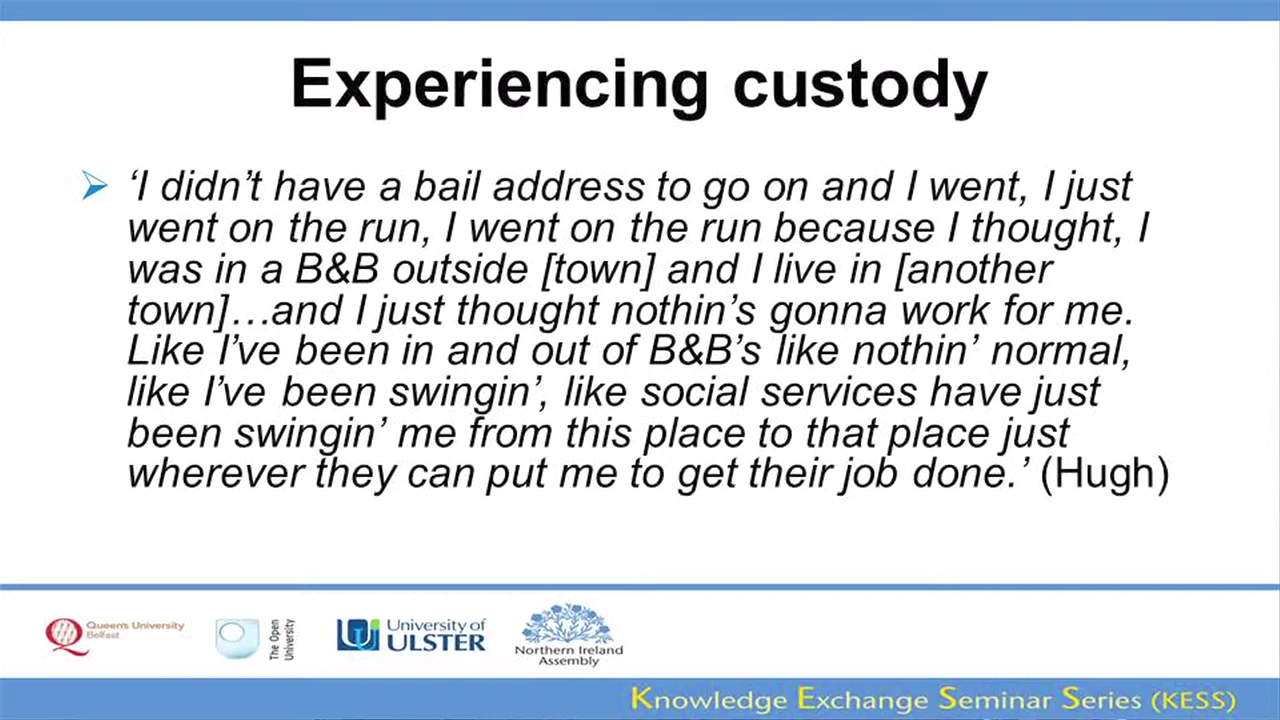 Experiencing custody
‘I didn’t have a bail address to go on and I went, I just
went on the run, I went on the run because I thought, I
was in a B&B outside [town] and I live in [another
town]…and I just thought nothin’s gonna work for me.
Like I’ve been in and out of B&B’s like nothin’ normal,
like I’ve been swingin’, like social services have just
been swingin’ me from this place to that place just
wherever they can put me to get their job done.’ (Hugh)
Queen's University
Belfast
The Open
University
University of
ULSTER
Northern Ireland
Assembly
Knowledge Exchange Seminar Series (KESS)